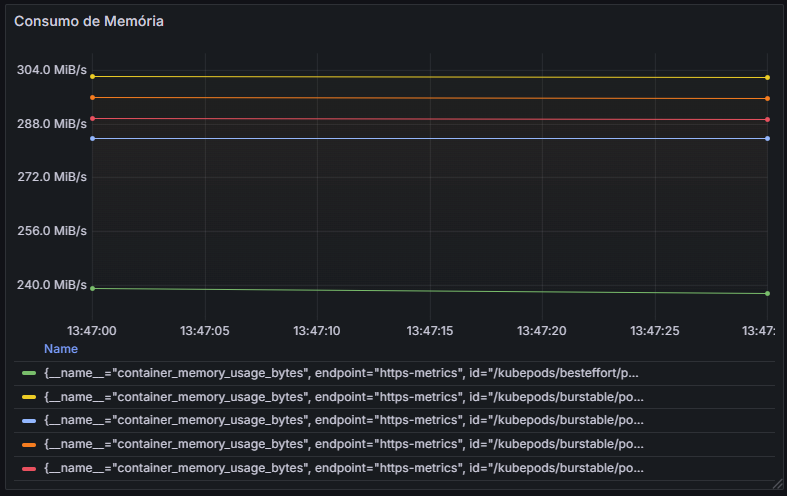 Consumo de Memória
304.0 MiB/s
288.0 MiB/s
272.0 MiB/s
256.0 MiB/s
240.0 MiB/s
13:47:00 13:47:05 13:47:10 13:47:15 13:47:20 13:47:25 13:47:
Name
{__name__="container_memory_usage_bytes", endpoint="https-metrics", id="/kubepods/besteffort/p...
{__name__="container_memory_usage_bytes", endpoint="https-metrics", id="/kubepods/burstable/po...
{__name__="container_memory_usage_bytes", endpoint="https-metrics", id="/kubepods/burstable/po...
{__name__="container_memory_usage_bytes", endpoint="https-metrics", id="/kubepods/burstable/po...
{__name__="container_memory_usage_bytes", endpoint="https-metrics", id="/kubepods/burstable/po...